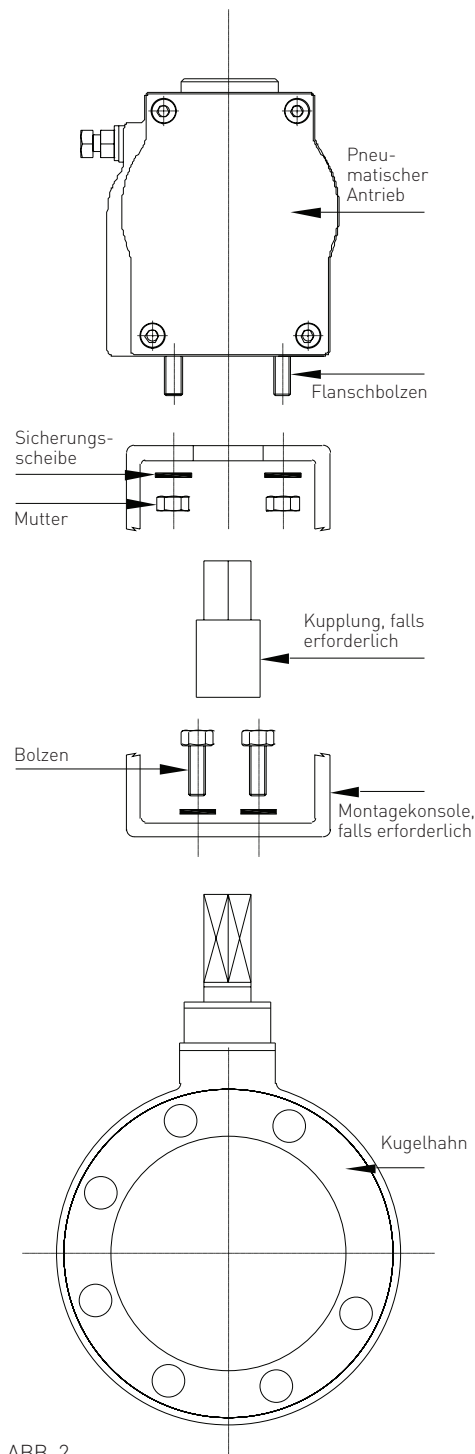 Pneu-
matischer
Antrieb
Flanschbolzen
Sicherungs-
scheibe
Mutter
Kupplung, falls
erforderlich
Bolzen
Montagekonsole,
falls erforderlich
Kugelhahn
ABB. 2